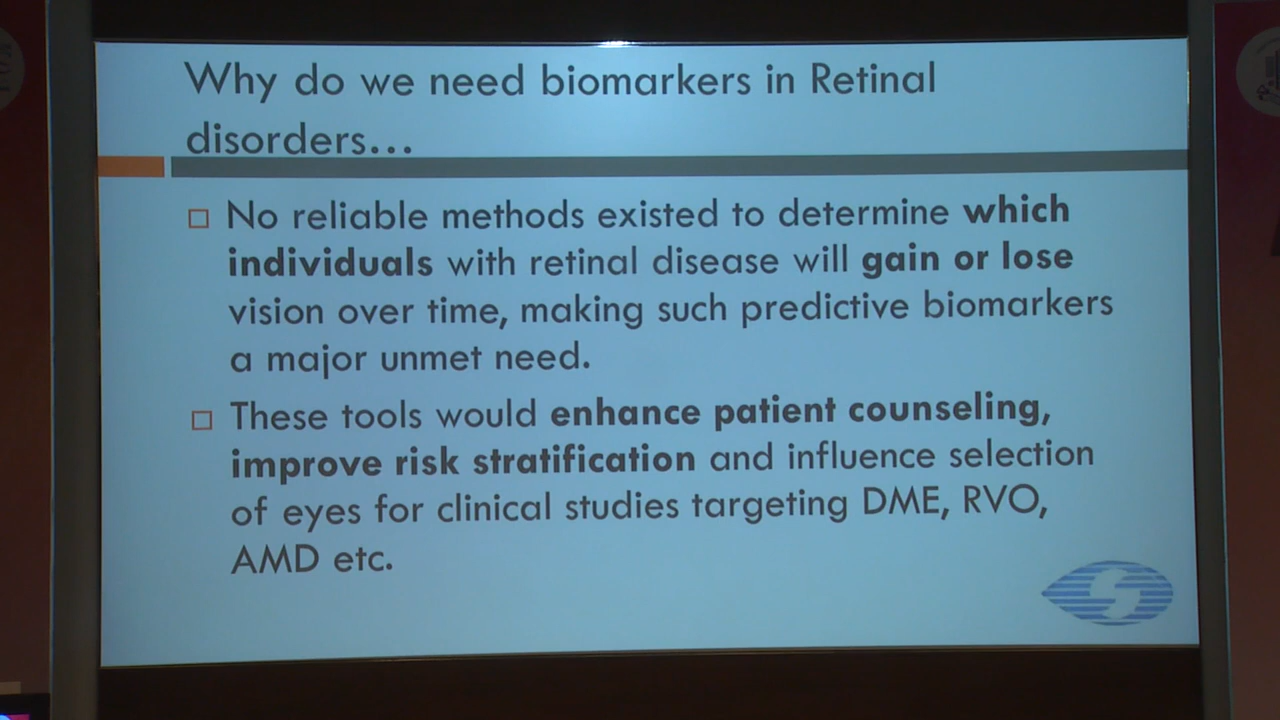 Why do we need biomarkers in Retinal
disorders...
No reliable methods existed to determine which
individuals with retinal disease will gain or lose
vision over time, making such predictive biomarkers
a major unmet need.
These tools would enhance patient counseling,
improve risk stratification and influence selection
of eyes for clinical studies targeting DME, RVO,
AMD etc.